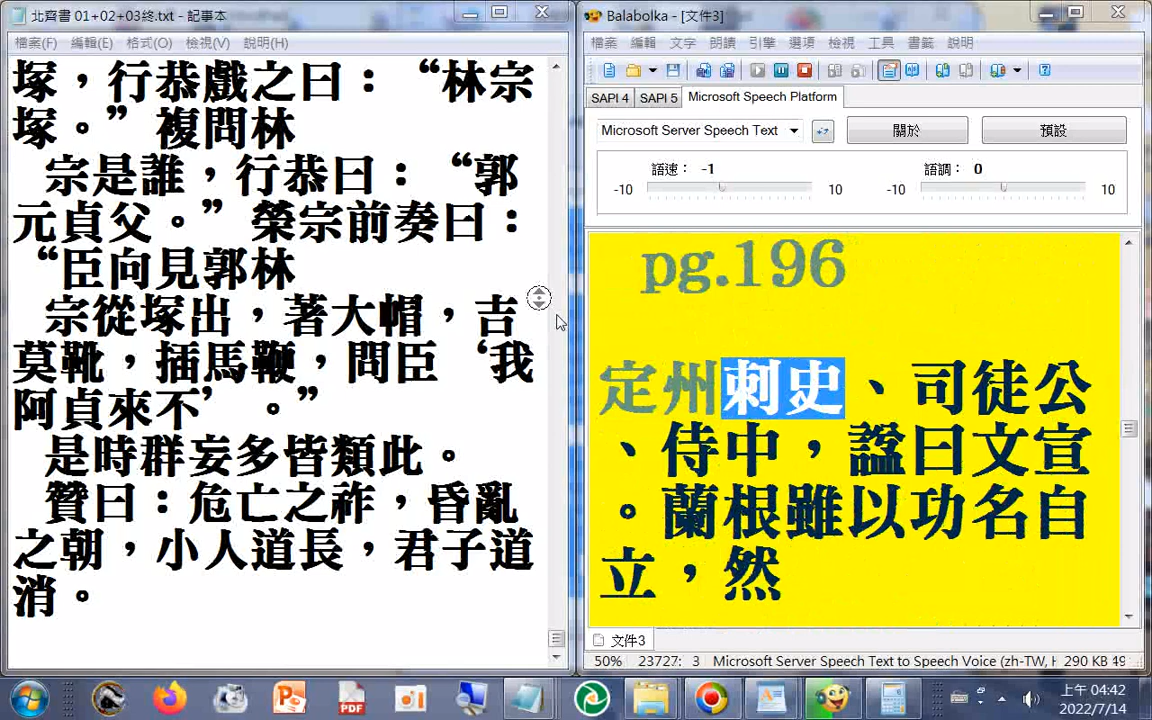 北齊書 01+02+03終.txt - 記事本
檔案(F) 編輯(E) 格式(O) 檢視(V) 說明(H)
塚，行恭戲之曰：“林宗
塚。”複問林
宗是誰，行恭曰：“郭
元貞父。”榮宗前奏曰：
“臣向見郭林
宗從塚出，著大帽，吉
莫靴，插馬鞭，問臣‘我
阿貞來不’。”
是時群妄多皆類此。
贊曰：危亡之祚，昏亂
之朝，小人道長，君子道
消。
Balabolka - [文件3]
檔案 編輯 文字 朗讀 引擎 選項 檢視 工具 書籤 說明
SAPI 4 SAPI 5 Microsoft Speech Platform
Microsoft Server Speech Text 關於 預設
語速： -1 語調： 0
-10 10 -10 10
pg.196
定州刺史、司徒公
、侍中，諡曰文宣
。蘭根雖以功名自
立，然
文件3
50% 23727: 3 Microsoft Server Speech Text to Speech Voice (zh-TW, H 290 KB 49
PDF
上午 04:42
2022/7/14